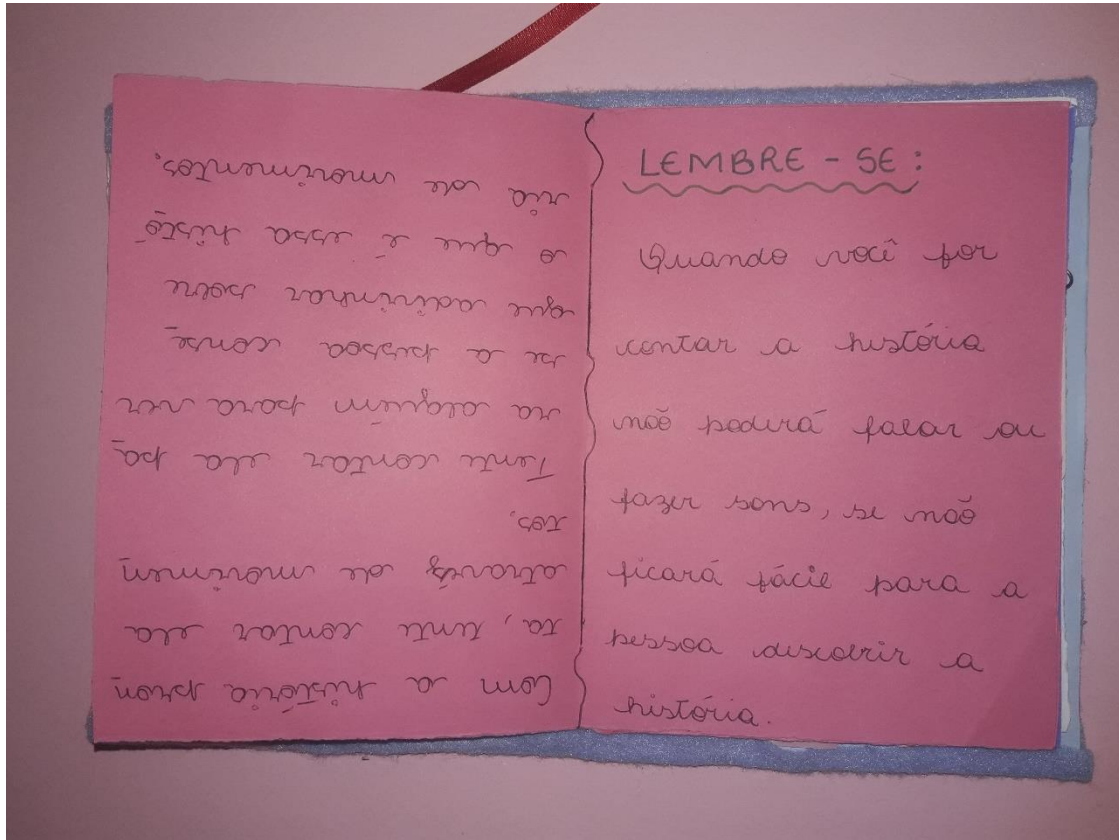 Com a história pron
ta, tente contar ela
através de movimen
tos.
Tente contar ela pa
ra alguém para ver
se a pessoa conse
gue adivinhar sobre
o que é essa histó
ria de movimentos.
LEMBRE - SE:
Quando você for
contar a história
não poderá falar ou
fazer sons, se não
ficará fácil para a
pessoa descobrir a
história.